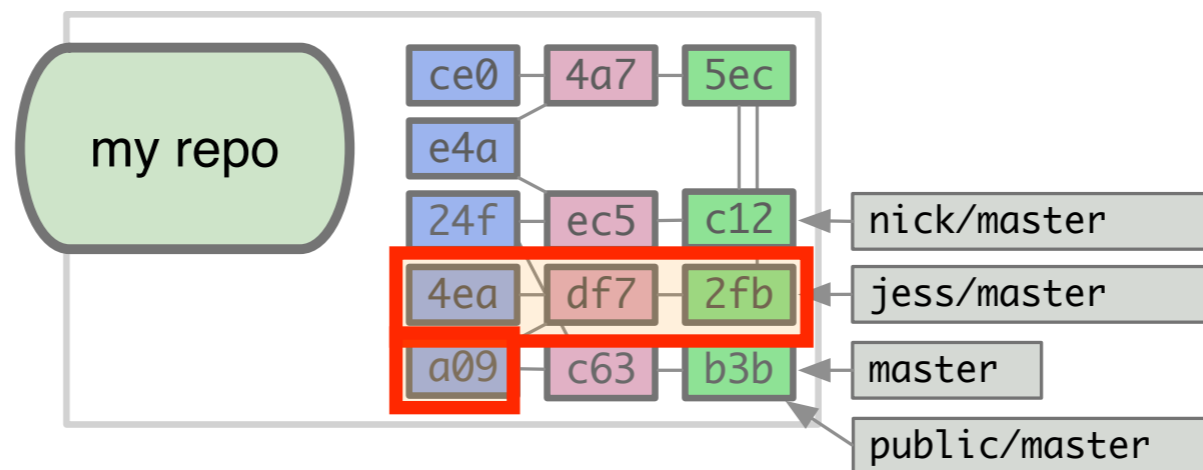 my repo
ce0 4a7 5ec
e4a
24f ec5 c12 nick/master
4ea df7 2fb jess/master
a09 c63 b3b master
public/master